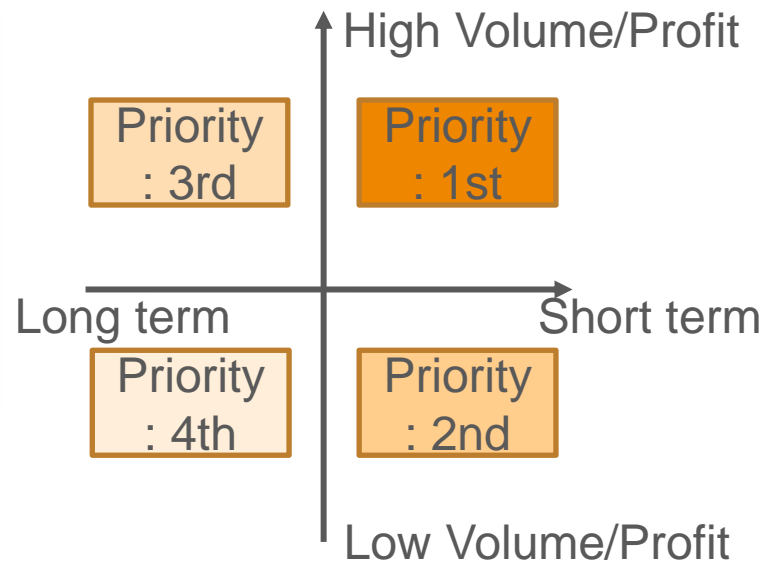 High Volume/Profit
Priority
: 3rd
Priority
: 1st
Long term
Short term
Priority
: 4th
Priority
: 2nd
Low Volume/Profit